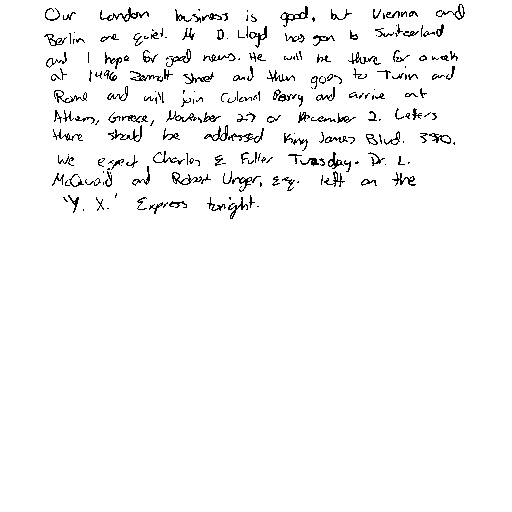 Our London business is good, but Vienna and
Berlin are quiet. Mr D. Lloyd has gon to Switzerland
and I hope for good news. He will be there for a week
at 1496 Zermott Street and then goes to Turin and
Rome and will join Colonel Parry and arrive at
Athens, Greece, November 27 or December 2. Letters
there should be addressed King James Blvd. 3580.
We expect Charles E. Fuller Tuesday. Dr. L.
McQuaid and Robert Unger, Esq. left on the
"Y. X." Express tonight.